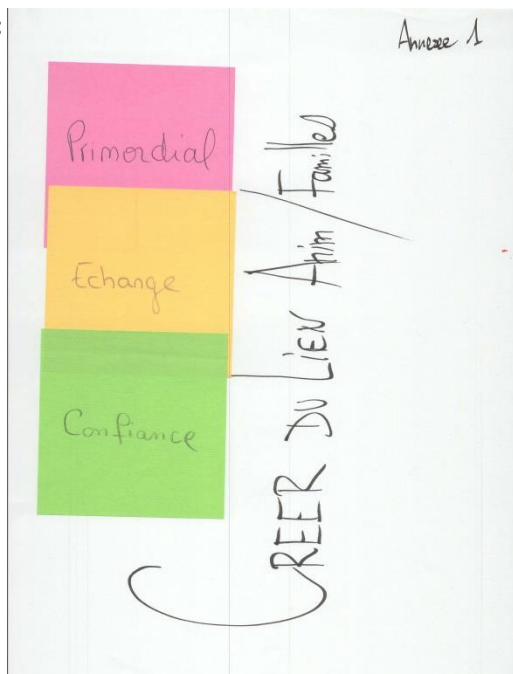 Annexe 1
Primordial
Echange
Confiance
CREER DU LIEN Anim / Familles